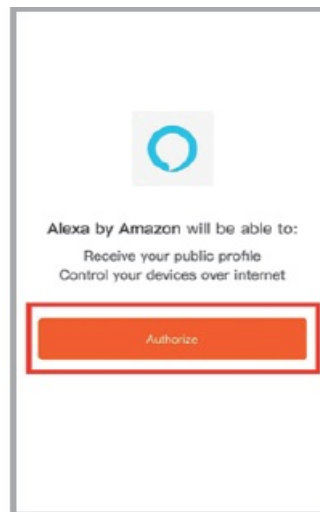 Alexa by Amazon will be able to:
Receive your public profile
Control your devices over internet
Authorize